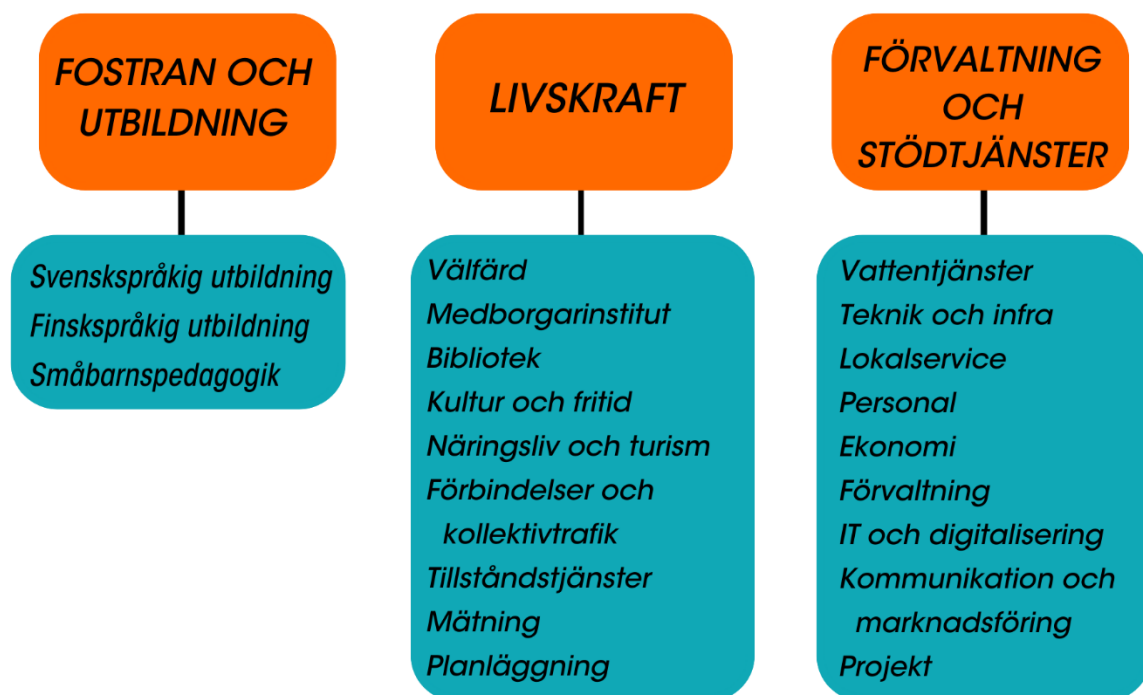 FOSTRAN OCH
UTBILDNING
Svenskspråkig utbildning
Finskspråkig utbildning
Småbarnspedagogik
LIVSKRAFT
Välfärd
Medborgarinstitut
Bibliotek
Kultur och fritid
Näringsliv och turism
Förbindelser och
kollektivtrafik
Tillståndstjänster
Mätning
Planläggning
FÖRVALTNING
OCH
STÖDTJÄNSTER
Vattentjänster
Teknik och infra
Lokalservice
Personal
Ekonomi
Förvaltning
IT och digitalisering
Kommunikation och
marknadsföring
Projekt